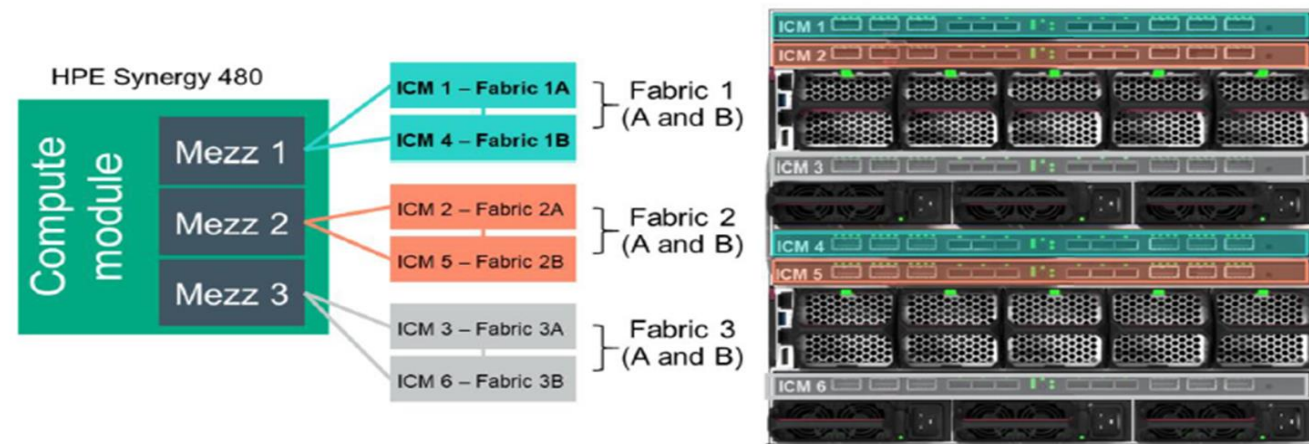 HPE Synergy 480
Compute module
Mezz 1
Mezz 2
Mezz 3
ICM 1 – Fabric 1A
ICM 4 – Fabric 1B
ICM 2 – Fabric 2A
ICM 5 – Fabric 2B
ICM 3 – Fabric 3A
ICM 6 – Fabric 3B
Fabric 1
(A and B)
Fabric 2
(A and B)
Fabric 3
(A and B)
ICM 1
ICM 2
ICM 3
ICM 4
ICM 5
ICM 6